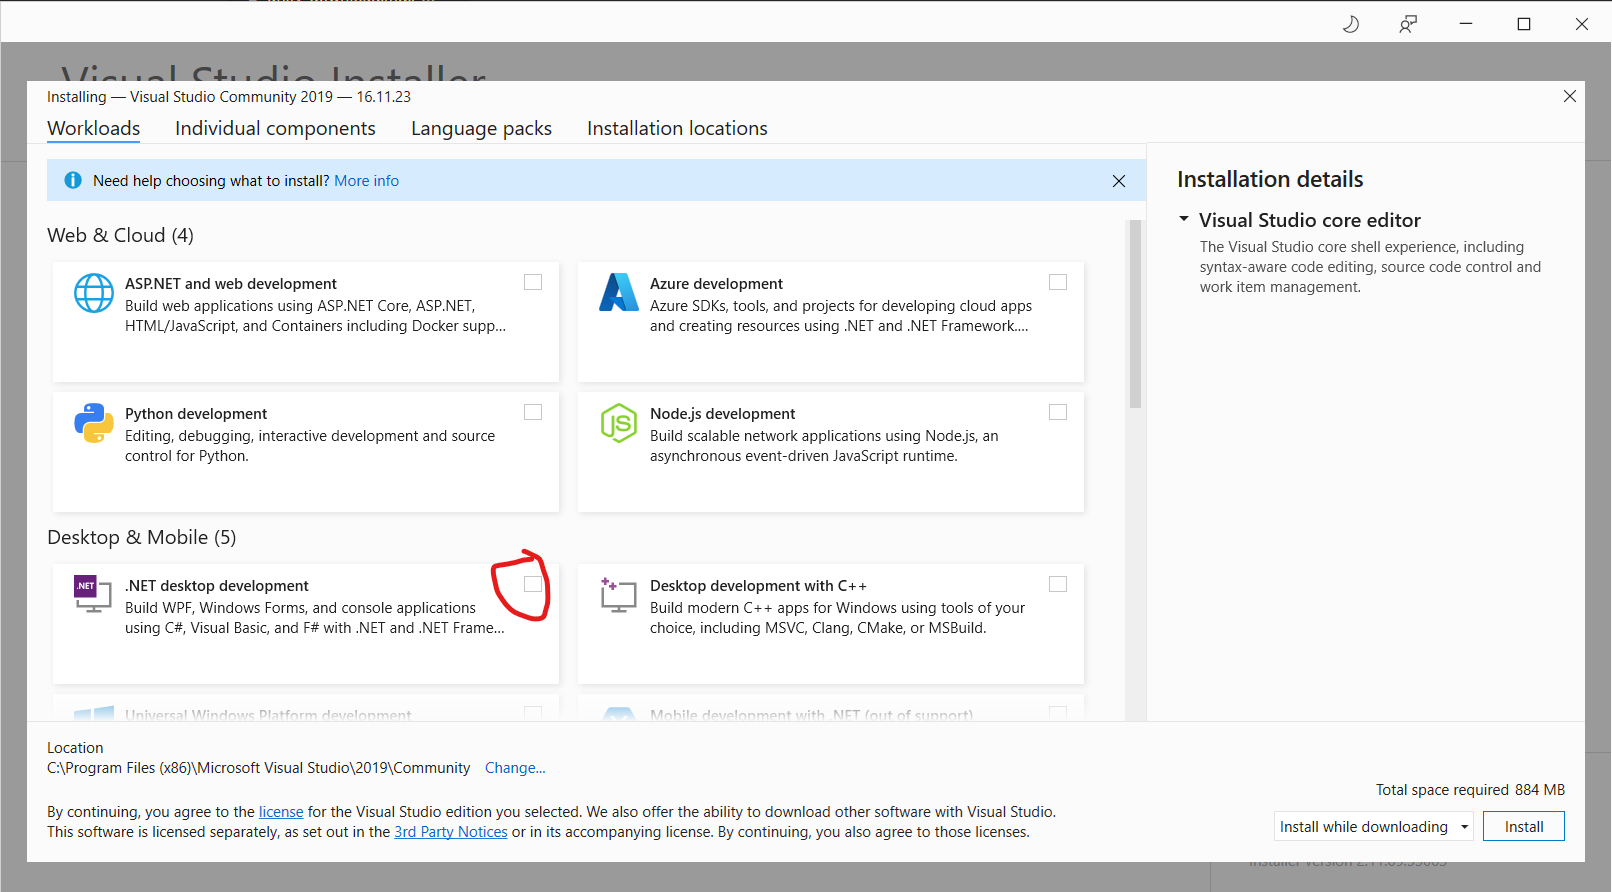 Visual Studio Installer
Installing — Visual Studio Community 2019 — 16.11.23
Workloads
Individual components
Language packs
Installation locations
Need help choosing what to install? More info
Web & Cloud (4)
ASP.NET and web development
Build web applications using ASP.NET Core, ASP.NET,
HTML/JavaScript, and Containers including Docker supp...
Azure development
Azure SDKs, tools, and projects for developing cloud apps
and creating resources using .NET and .NET Framework....
Python development
Editing, debugging, interactive development and source
control for Python.
JS
Node.js development
Build scalable network applications using Node.js, an
asynchronous event-driven JavaScript runtime.
Desktop & Mobile (5)
.NET
.NET desktop development
Build WPF, Windows Forms, and console applications
using C#, Visual Basic, and F# with .NET and .NET Frame...
Desktop development with C++
Build modern C++ apps for Windows using tools of your
choice, including MSVC, Clang, CMake, or MSBuild.
Universal Windows Platform development
Mobile development with .NET (out of support)
Installation details
Visual Studio core editor
The Visual Studio core shell experience, including
syntax-aware code editing, source code control and
work item management.
Location
C:\Program Files (x86)\Microsoft Visual Studio\2019\Community Change...
Total space required 884 MB
By continuing, you agree to the license for the Visual Studio edition you selected. We also offer the ability to download other software with Visual Studio.
This software is licensed separately, as set out in the 3rd Party Notices or in its accompanying license. By continuing, you also agree to those licenses.
Install while downloading
Install
Installer version